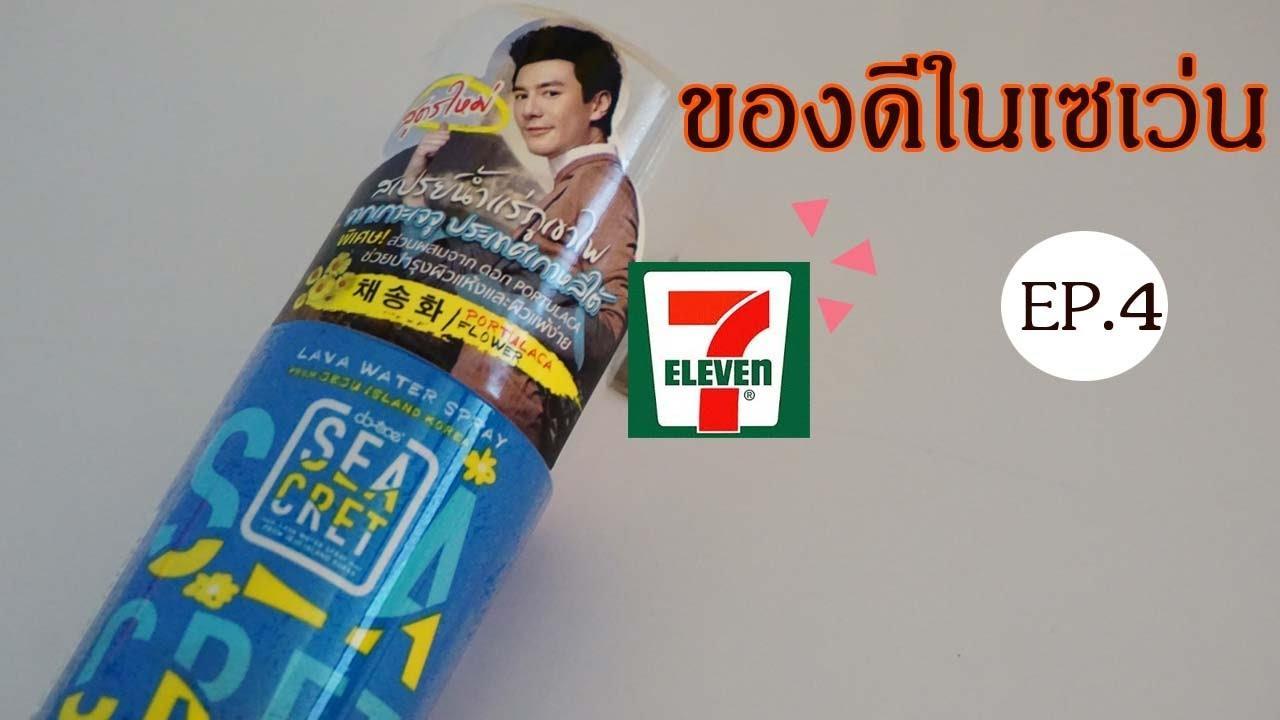 ของดีในเซเว่น
EP.4
7
ELEVEn
®
สูตรใหม่
สเปรย์น้ำแร่ภูเขาไฟ
จากเกาะเจจู ประเทศเกาหลีใต้
พิเศษ! ส่วนผสมจาก ดอก PORTULACA
ช่วยบำรุงผิวแห้งและผิวแพ้ง่าย
채송화/PORTULACA
FLOWER
LAVA WATER SPRAY
FROM JEJU ISLAND KOREA
SEA
CRET
SEA
CRET